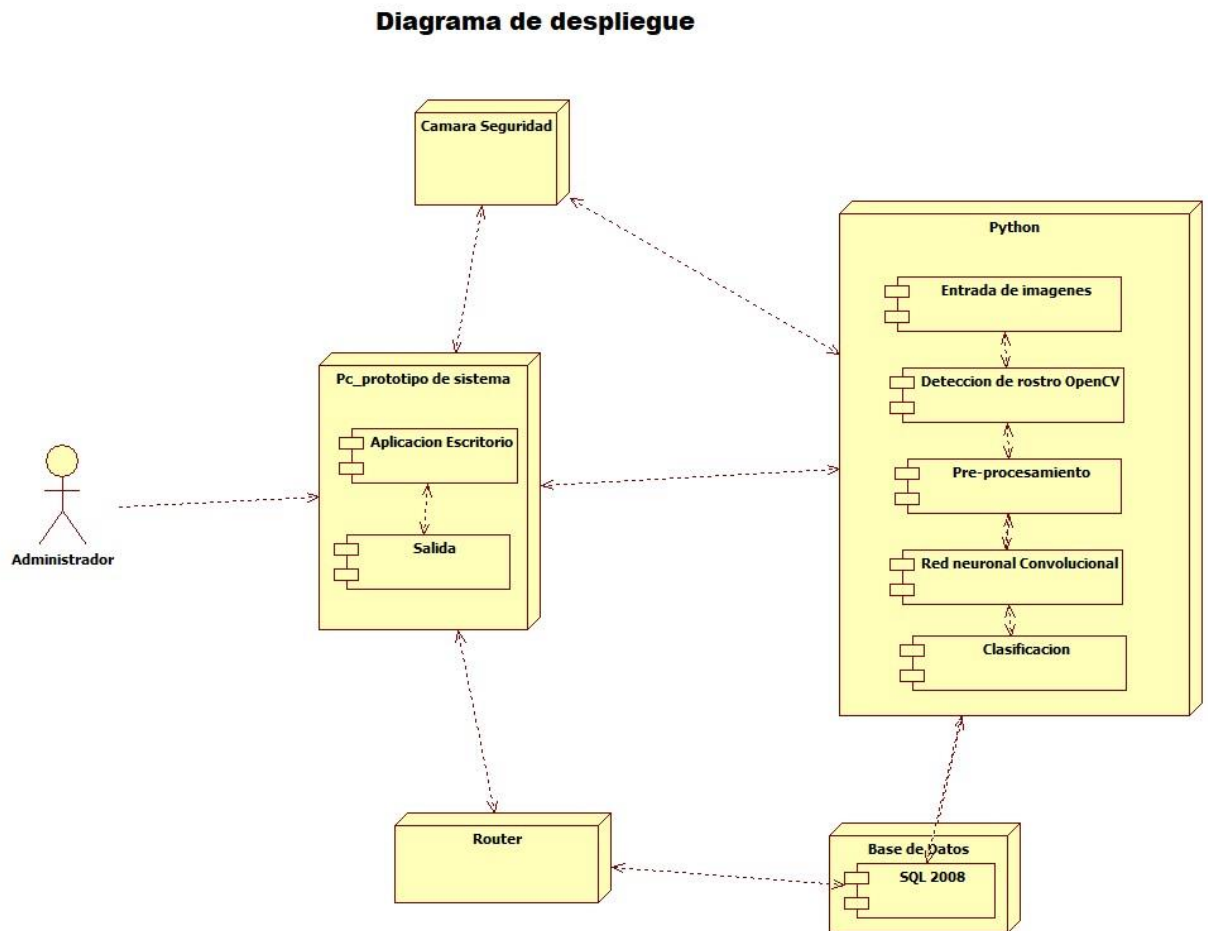 Diagrama de despliegue
Camara Seguridad
Python
Entrada de imagenes
Deteccion de rostro OpenCV
Pre-procesamiento
Red neuronal Convolucional
Clasificacion
Pc_prototipo de sistema
Aplicacion Escritorio
Salida
Administrador
Router
Base de Datos
SQL 2008